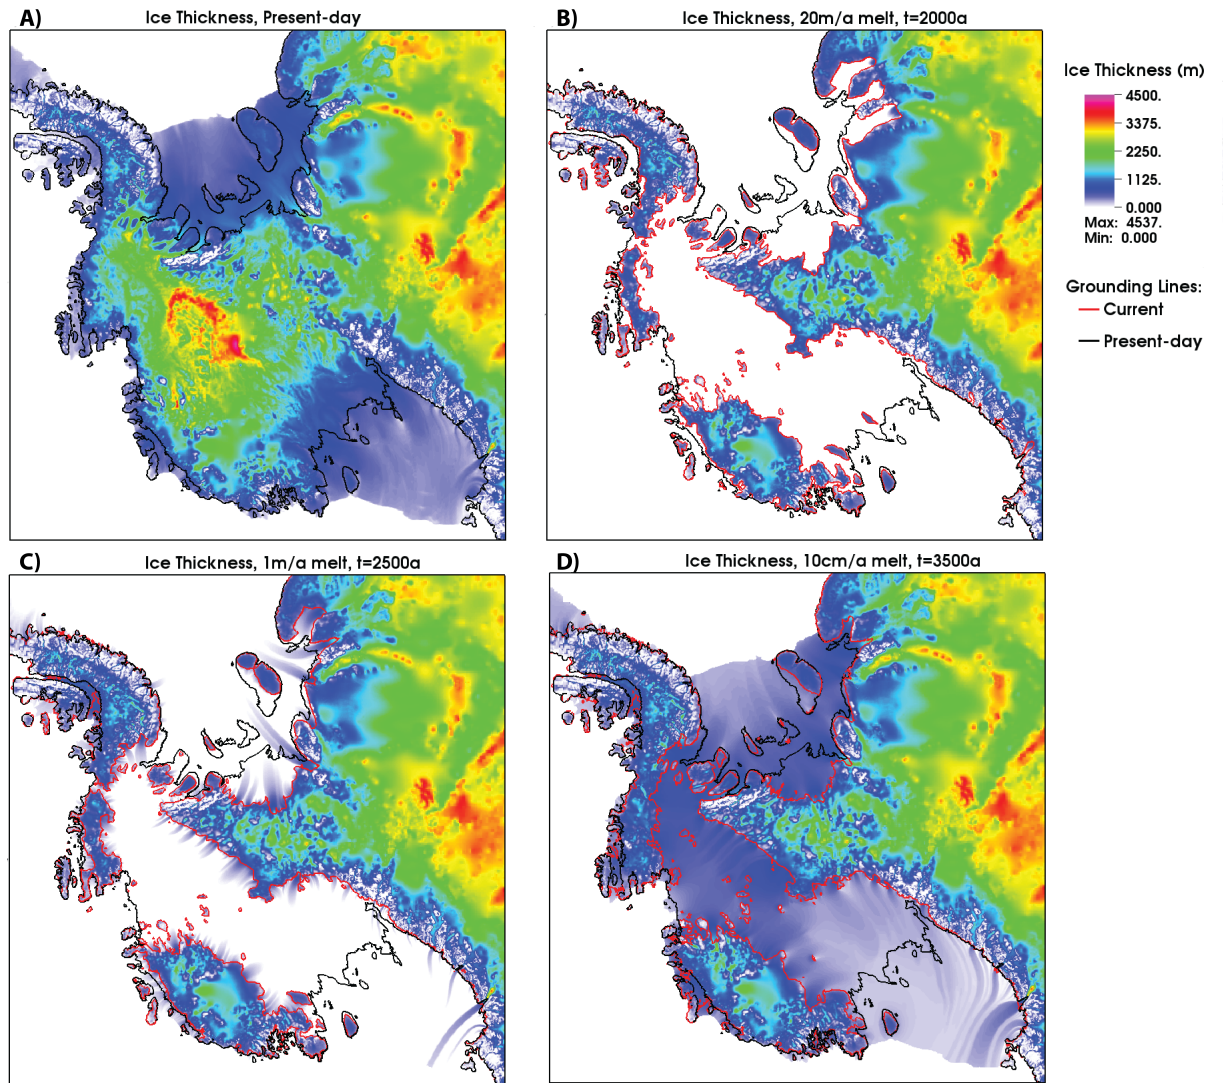 A)
Ice Thickness, Present-day
B)
Ice Thickness, 20m/a melt, t=2000a
Ice Thickness (m)
4500.
3375.
2250.
1125.
0.000
Max: 4537.
Min: 0.000
Grounding Lines:
Current
Present-day
C)
Ice Thickness, 1m/a melt, t=2500a
D)
Ice Thickness, 10cm/a melt, t=3500a